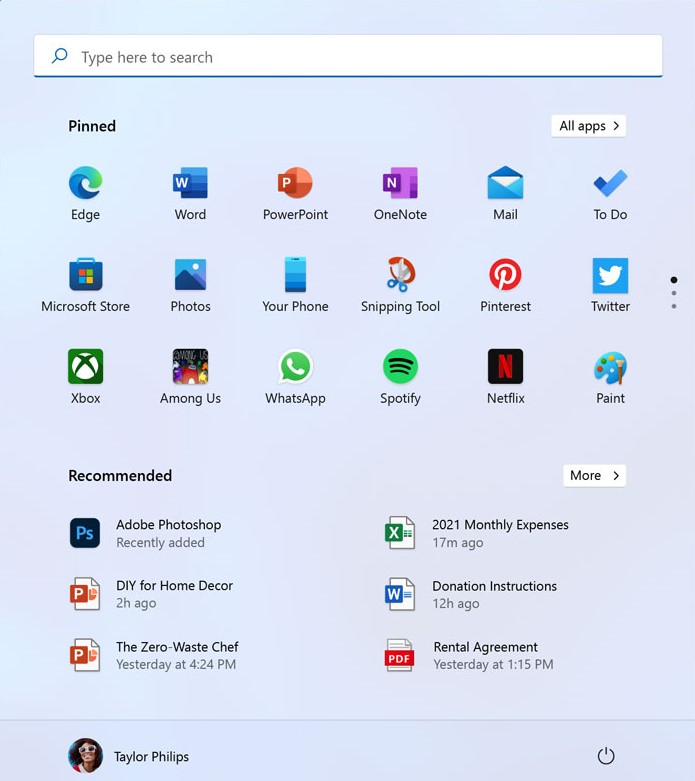 Type here to search
Pinned
All apps
Edge
Word
PowerPoint
OneNote
Mail
To Do
Microsoft Store
Photos
Your Phone
Snipping Tool
Pinterest
Twitter
Xbox
Among Us
WhatsApp
Spotify
Netflix
Paint
Recommended
More
Ps
Adobe Photoshop
Recently added
2021 Monthly Expenses
17m ago
DIY for Home Decor
2h ago
Donation Instructions
12h ago
The Zero-Waste Chef
Yesterday at 4:24 PM
PDF
Rental Agreement
Yesterday at 1:15 PM
Taylor Philips